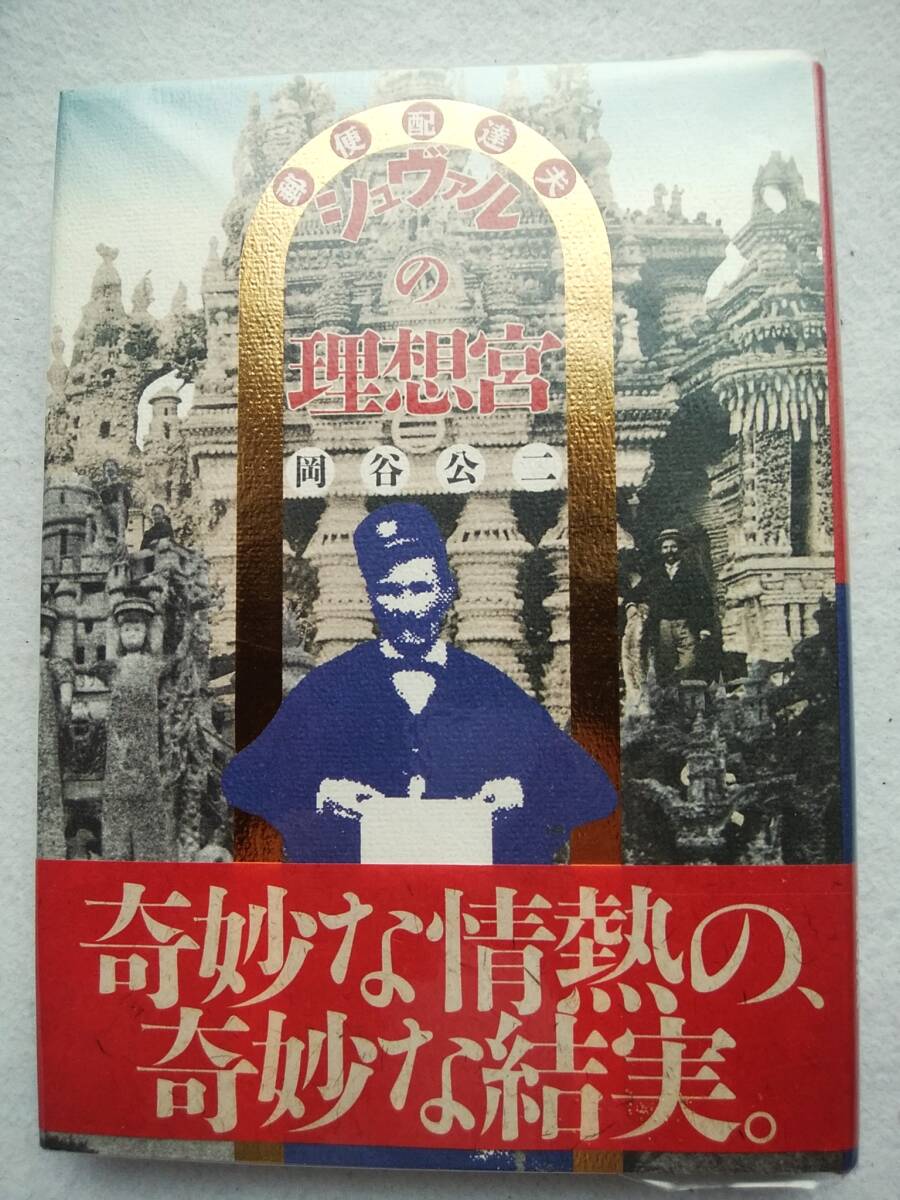 郵便配達夫
シュヴァル
の
理想宮
岡谷公二
奇妙な情熱の、
奇妙な結実。